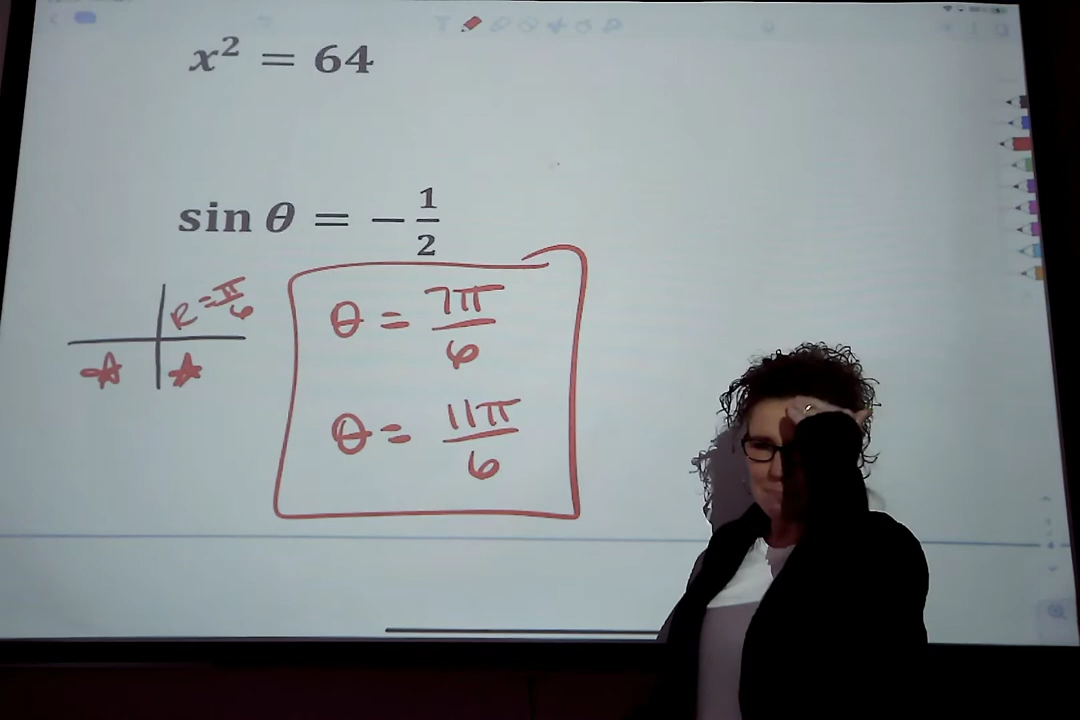 x² = 64
sin θ = -1/2
R = π/6
θ = 7π/6
θ = 11π/6